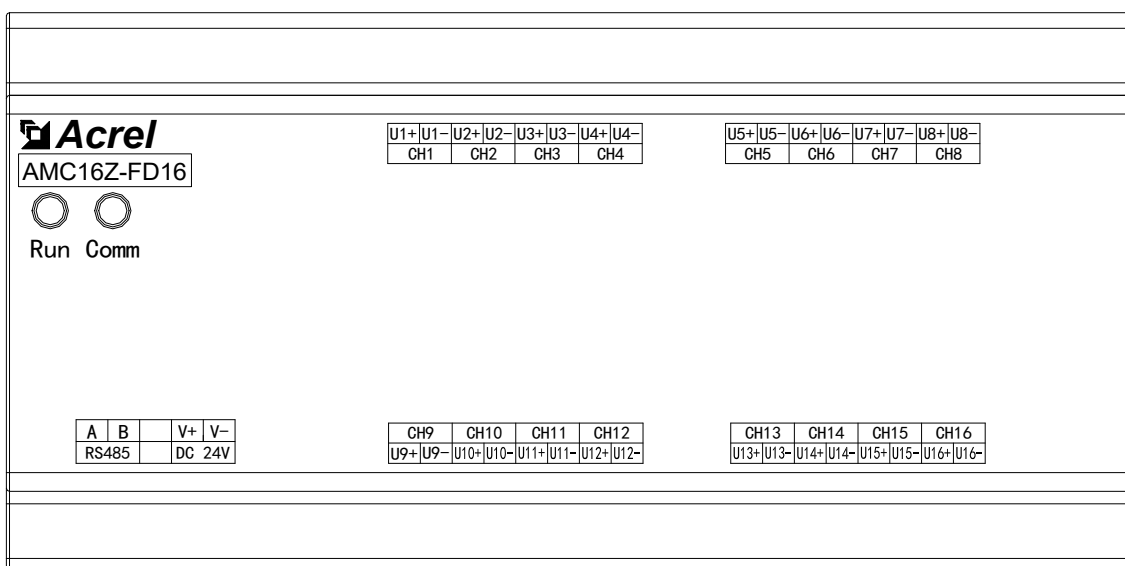 Acrel
AMC16Z-FD16
Run Comm
U1+ U1- U2+ U2- U3+ U3- U4+ U4-
CH1 CH2 CH3 CH4
U5+ U5- U6+ U6- U7+ U7- U8+ U8-
CH5 CH6 CH7 CH8
A B V+ V-
RS485 DC 24V
CH9 CH10 CH11 CH12
U9+ U9- U10+ U10- U11+ U11- U12+ U12-
CH13 CH14 CH15 CH16
U13+ U13- U14+ U14- U15+ U15- U16+ U16-